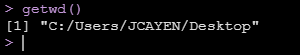 > getwd()
[1] "C:/Users/JCAYEN/Desktop"
>